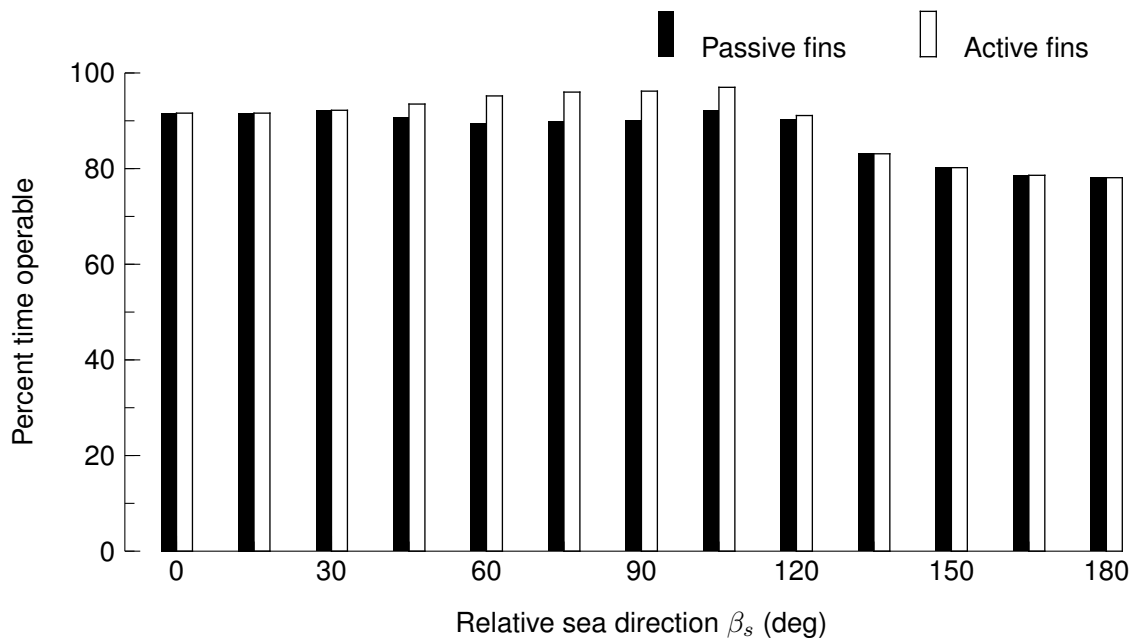 Passive fins Active fins
100
80
60
40
20
0
Percent time operable
0 30 60 90 120 150 180
Relative sea direction βs (deg)